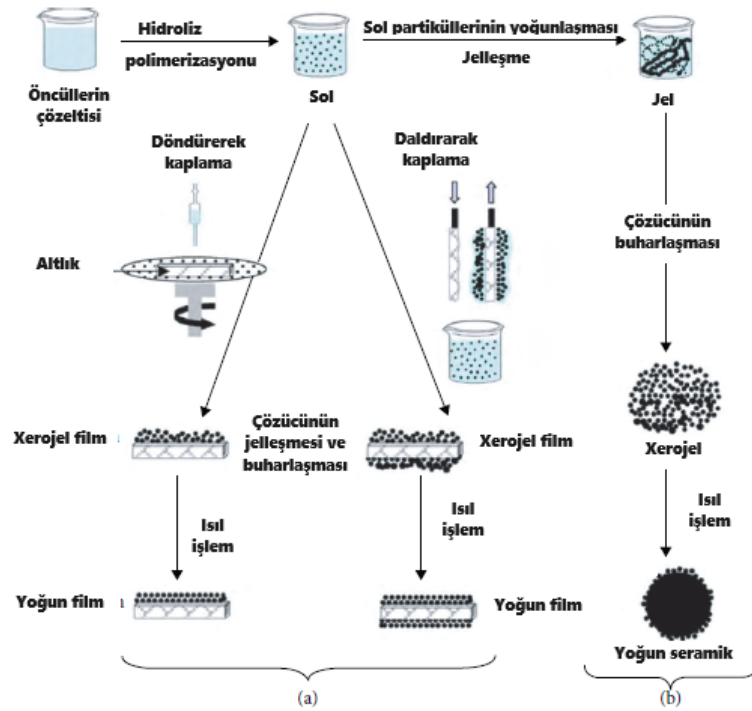 Hidroliz
polimerizasyonu
Sol partiküllerinin yoğunlaşması
Jelleşme
Öncüllerin
çözeltisi
Sol
Jel
Döndürerek
kaplama
Daldırarak
kaplama
Altlık
Çözücünün
buharlaşması
Xerojel film
Çözücünün
jelleşmesi ve
buharlaşması
Xerojel film
Xerojel
Isıl
işlem
Isıl
işlem
Isıl
işlem
Yoğun film
Yoğun film
Yoğun seramik
(a)
(b)